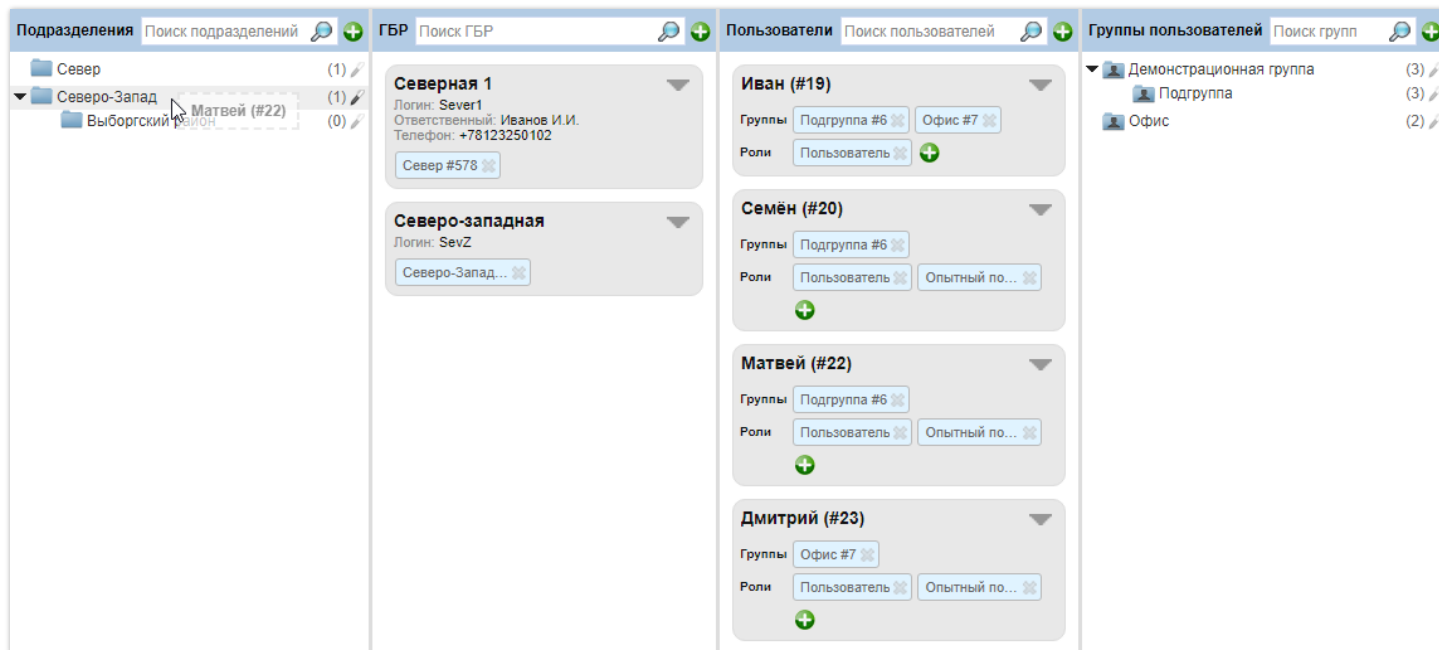 Подразделения Поиск подразделений
Север (1)
Северо-Запад (1)
Матвей (#22)
Выборгский район (0)
ГБР Поиск ГБР
Северная 1
Логин: Sever1
Ответственный: Иванов И.И.
Телефон: +78123250102
Север #578
Северо-западная
Логин: SevZ
Северо-Запад...
Пользователи Поиск пользователей
Иван (#19)
Группы Подгруппа #6 Офис #7
Роли Пользователь
Семён (#20)
Группы Подгруппа #6
Роли Пользователь Опытный по...
Матвей (#22)
Группы Подгруппа #6
Роли Пользователь Опытный по...
Дмитрий (#23)
Группы Офис #7
Роли Пользователь Опытный по...
Группы пользователей Поиск групп
Демонстрационная группа (3)
Подгруппа (3)
Офис (2)